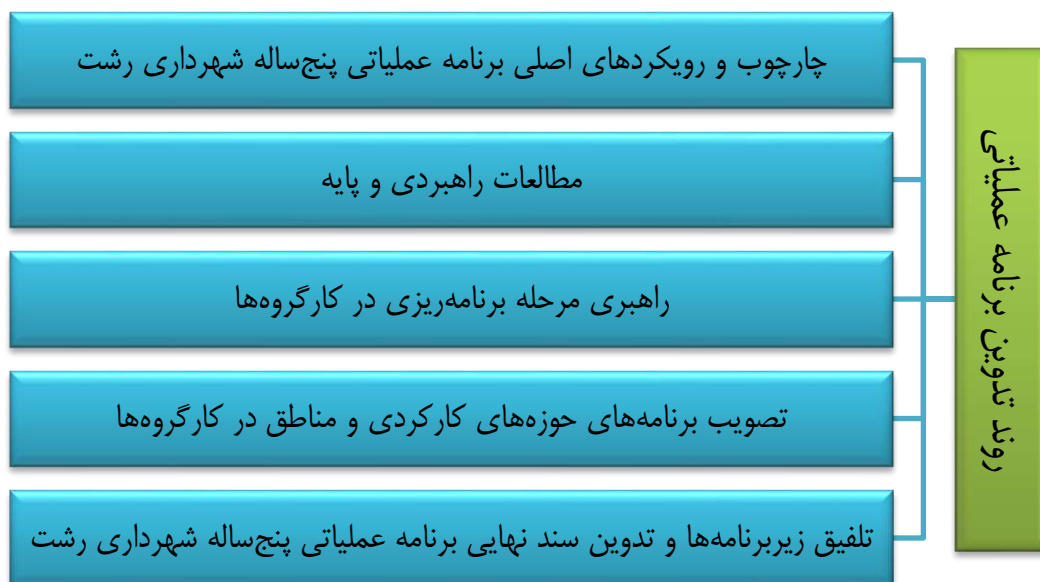 روند تدوین برنامه عملیاتی
چارچوب و رویکردهای اصلی برنامه عملیاتی پنج‌ساله شهرداری رشت
مطالعات راهبردی و پایه
راهبری مرحله برنامه‌ریزی در کارگروه‌ها
تصویب برنامه‌های حوزه‌های کارکردی و مناطق در کارگروه‌ها
تلفیق زیربرنامه‌ها و تدوین سند نهایی برنامه عملیاتی پنج‌ساله شهرداری رشت